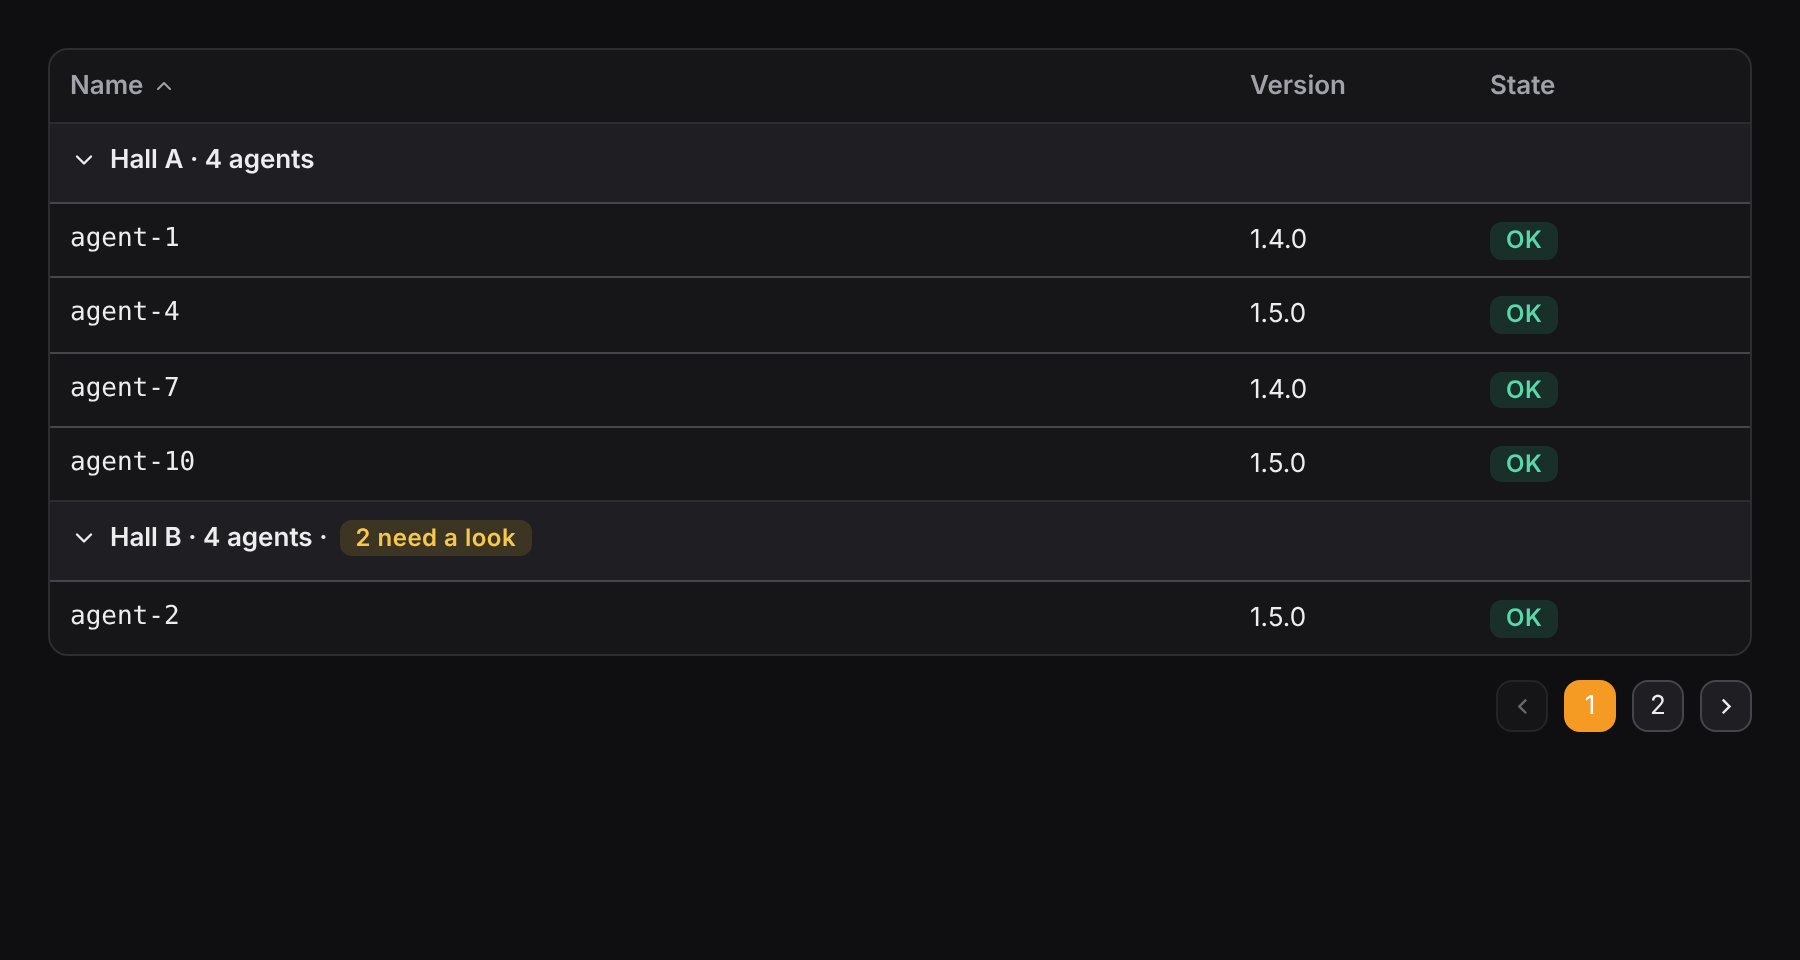 Name Version State
Hall A · 4 agents
agent-1 1.4.0 OK
agent-4 1.5.0 OK
agent-7 1.4.0 OK
agent-10 1.5.0 OK
Hall B · 4 agents · 2 need a look
agent-2 1.5.0 OK
1 2